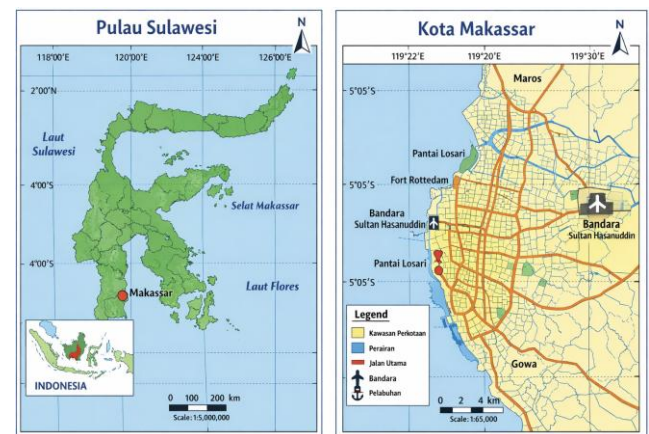 Pulau Sulawesi
N
118°00'E
120°00'E
124°00'E
126°00'E
2°00'N
Laut
Sulawesi
4°00'S
Selat Makassar
4°00'S
Laut Flores
Makassar
INDONESIA
0 100 200 km
Scale: 1:5,000,000
Kota Makassar
N
119°22'E
119°20'E
119°30'E
Maros
5°05'S
5°05'S
Pantai Losari
Fort Rottedam
Bandara
Sultan Hasanuddin
Bandara
Sultan Hasanuddin
Pantai Losari
5°05'S
5°05'S
Legend
Kawasan Perkotaan
Perairan
Jalan Utama
Bandara
Pelabuhan
Gowa
0 2 4 km
Scale: 1:65,000